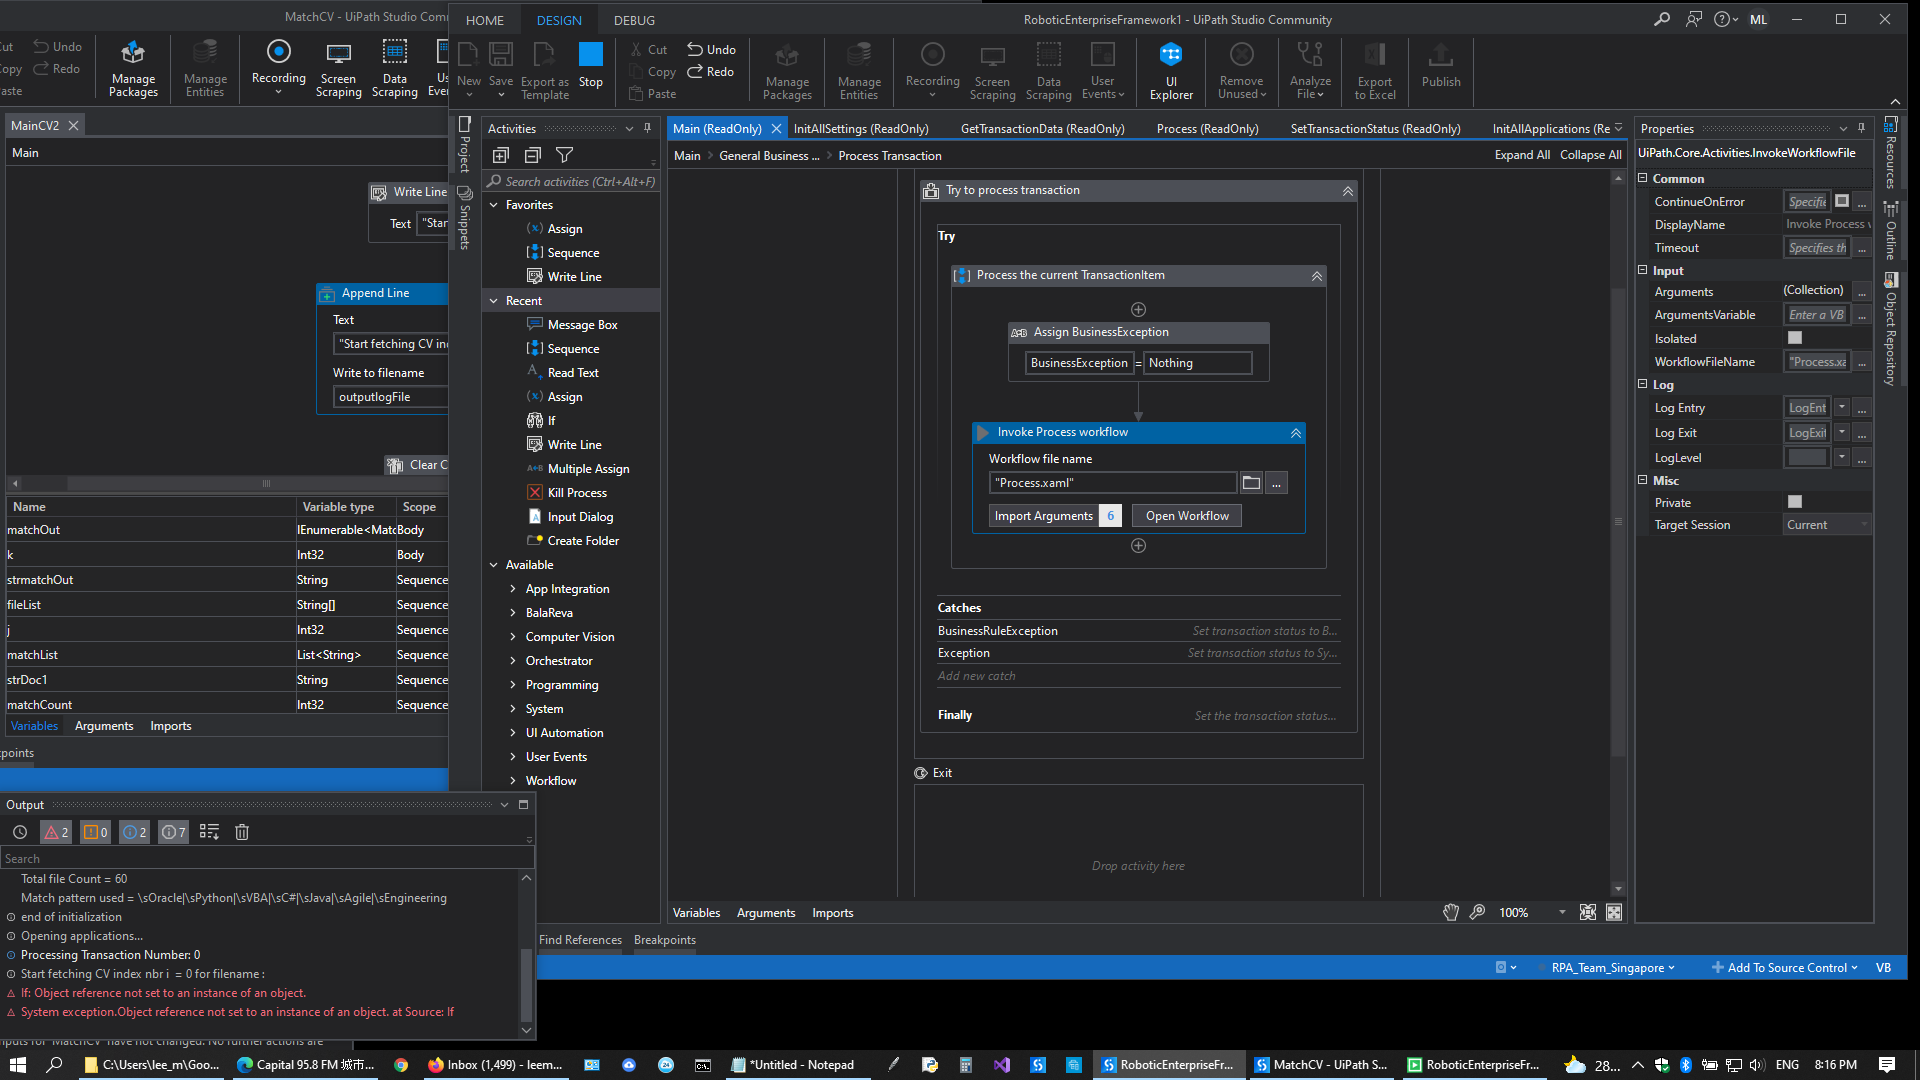 MatchCV - UiPath Studio Comm
HOME
DESIGN
DEBUG
RoboticEnterpriseFramework1 - UiPath Studio Community
ML
Cut
Undo
Copy
Redo
Paste
Manage Packages
Manage Entities
Recording
Screen Scraping
Data Scraping
New
Save
Export as Template
Stop
Cut
Undo
Copy
Redo
Paste
Manage Packages
Manage Entities
Recording
Screen Scraping
Data Scraping
User Events
UI Explorer
Remove Unused
Analyze File
Export to Excel
Publish
MainCV2
Main
Write Line
Text
"Star
Append Line
Text
"Start fetching CV ind
Write to filename
outputlogFile
Clear C
Name Variable type Scope
matchOut IEnumerable<Matc Body
k Int32 Body
strmatchOut String Sequence
fileList String[] Sequence
j Int32 Sequence
matchList List<String> Sequence
strDoc1 String Sequence
matchCount Int32 Sequence
Variables Arguments Imports
Project
Snippets
Activities
Search activities (Ctrl+Alt+F)
Favorites
Assign
Sequence
Write Line
Recent
Message Box
Sequence
Read Text
Assign
If
Write Line
Multiple Assign
Kill Process
Input Dialog
Create Folder
Available
App Integration
BalaReva
Computer Vision
Orchestrator
Programming
System
UI Automation
User Events
Workflow
Main (ReadOnly)
InitAllSettings (ReadOnly)
GetTransactionData (ReadOnly)
Process (ReadOnly)
SetTransactionStatus (ReadOnly)
InitAllApplications (Re
Main > General Business ... > Process Transaction
Expand All Collapse All
Try to process transaction
Try
Process the current TransactionItem
Assign BusinessException
BusinessException = Nothing
Invoke Process workflow
Workflow file name
"Process.xaml"
...
Import Arguments 6
Open Workflow
Catches
BusinessRuleException Set transaction status to B...
Exception Set transaction status to Sy...
Add new catch
Finally Set the transaction status...
Exit
Drop activity here
Variables Arguments Imports
100%
Find References Breakpoints
RPA_Team_Singapore
Add To Source Control
VB
Properties
UiPath.Core.Activities.InvokeWorkflowFile
Common
ContinueOnError Specifie ...
DisplayName Invoke Process v
Timeout Specifies th ...
Input
Arguments (Collection) ...
ArgumentsVariable Enter a VB ...
Isolated
WorkflowFileName "Process.xa ...
Log
Log Entry LogEnt ...
Log Exit LogExit ...
LogLevel ...
Misc
Private
Target Session Current
Resources
Outline
Object Repository
Output
2 0 2 7
Search
Total file Count = 60
Match pattern used = \sOracle|\sPython|\sVBA|\sC#|\sJava|\sAgile|\sEngineering
end of initialization
Opening applications...
Processing Transaction Number: 0
Start fetching CV index nbr i = 0 for filename :
If: Object reference not set to an instance of an object.
System exception.Object reference not set to an instance of an object. at Source: If
C:\Users\lee_m\Goo...
Capital 95.8 FM 城市...
Inbox (1,499) - leem...
*Untitled - Notepad
RoboticEnterpriseFr...
MatchCV - UiPath S...
RoboticEnterpriseFr...
28...
ENG
8:16 PM